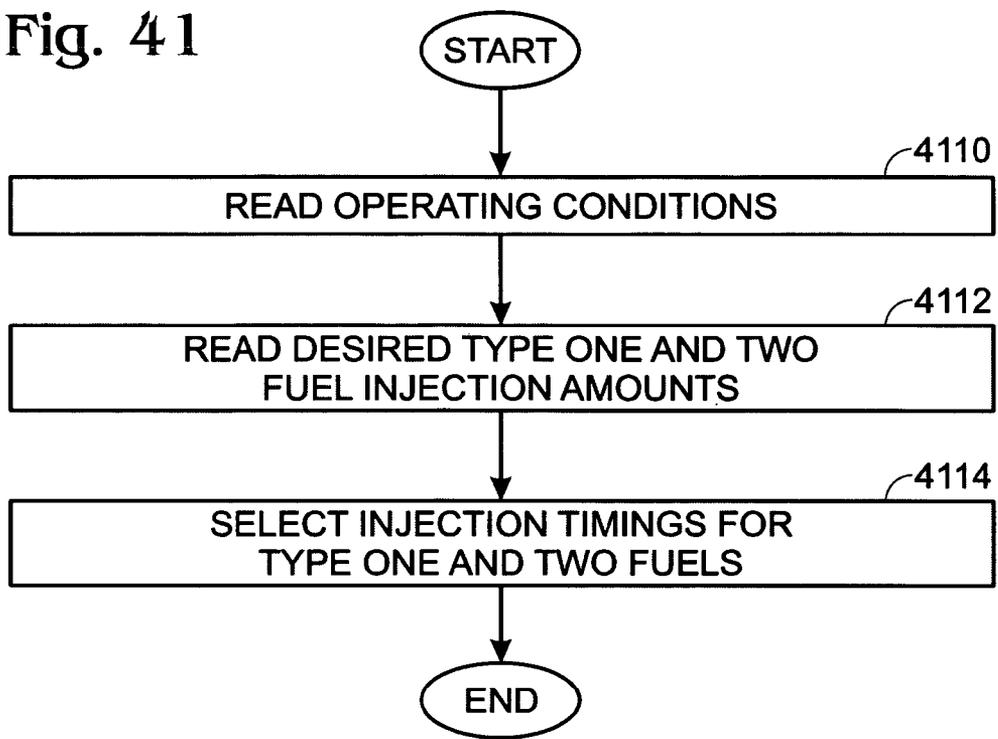 Fig. 41
START
4110
READ OPERATING CONDITIONS
4112
READ DESIRED TYPE ONE AND TWO
FUEL INJECTION AMOUNTS
4114
SELECT INJECTION TIMINGS FOR
TYPE ONE AND TWO FUELS
END